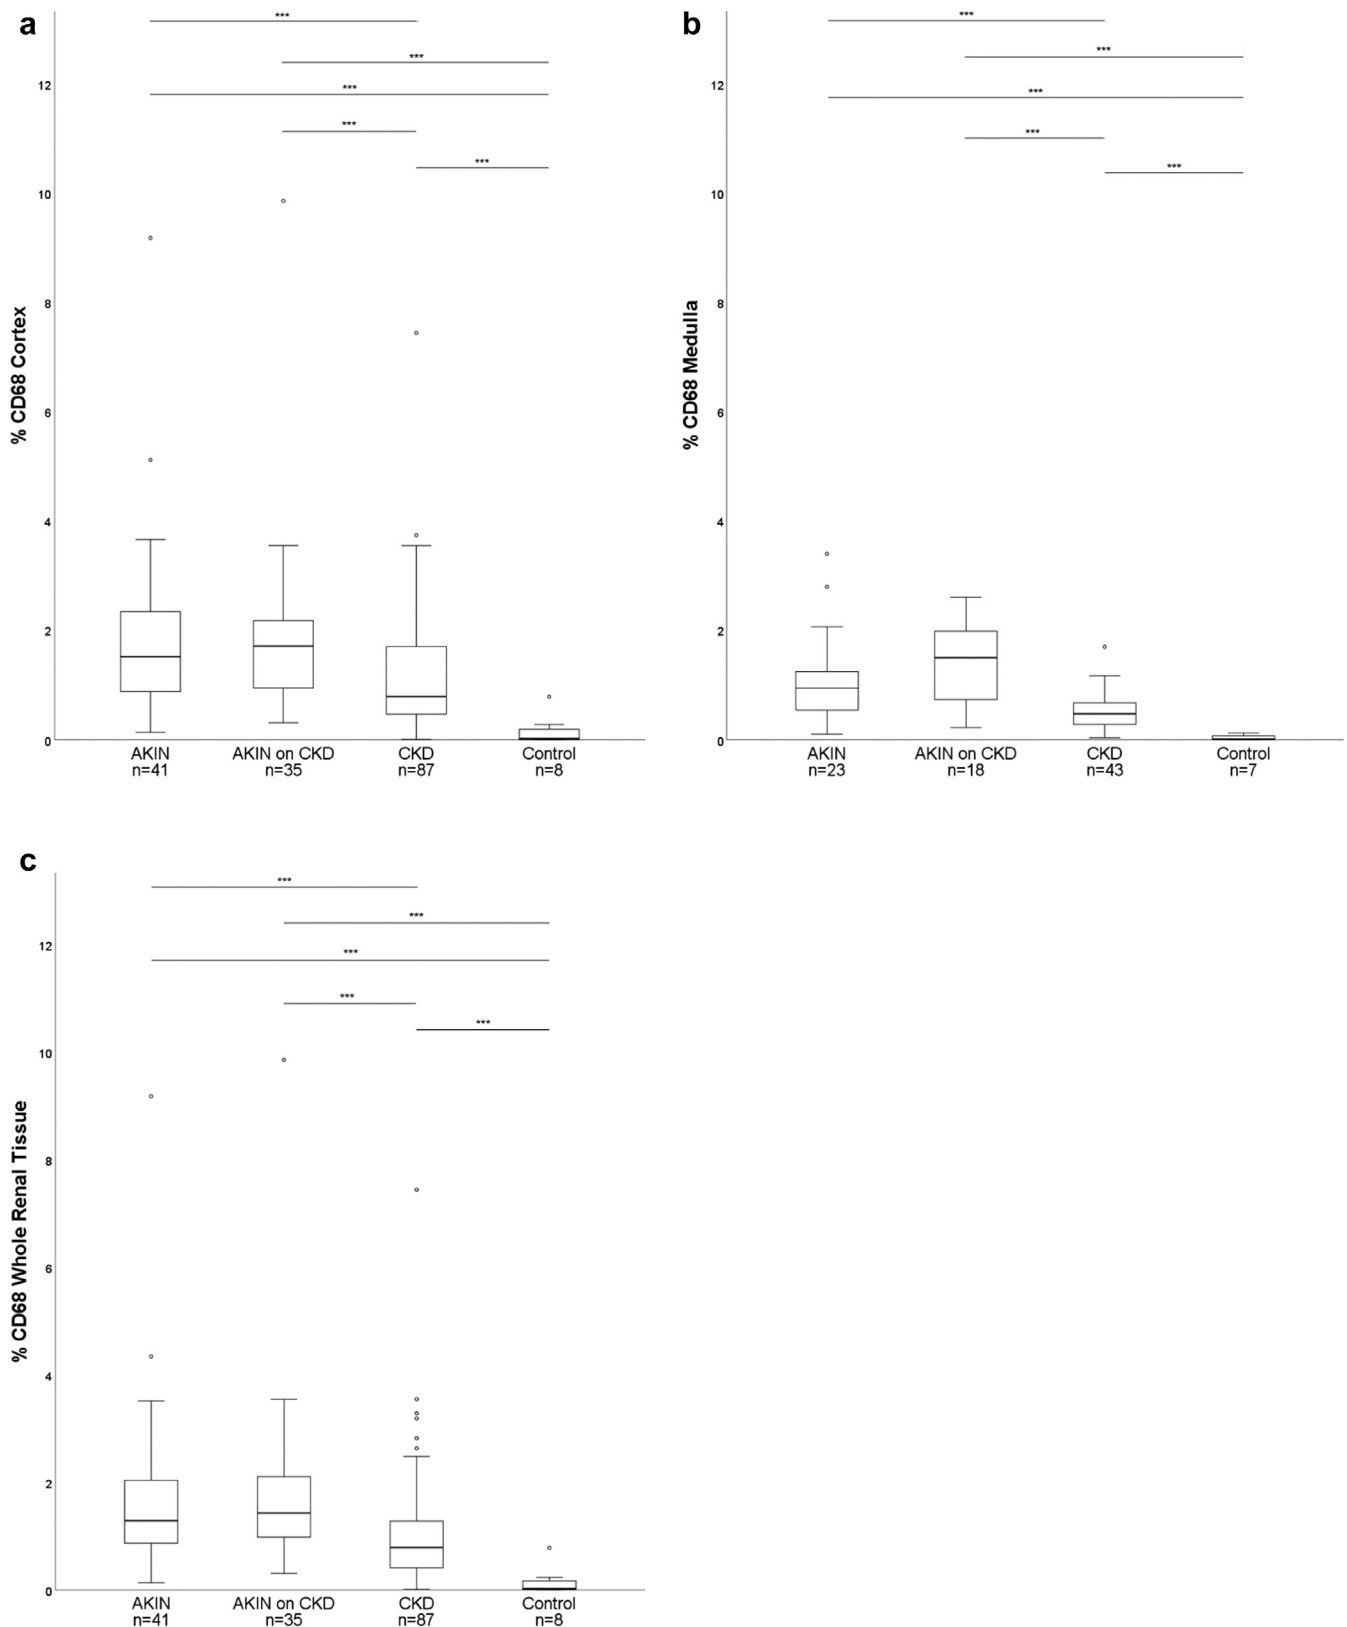 a
***
***
***
***
***
12
10
8
6
4
2
0
% CD68 Cortex
AKIN
n=41
AKIN on CKD
n=35
CKD
n=87
Control
n=8
b
***
***
***
***
***
12
10
8
6
4
2
0
% CD68 Medulla
AKIN
n=23
AKIN on CKD
n=18
CKD
n=43
Control
n=7
c
***
***
***
***
***
12
10
8
6
4
2
0
% CD68 Whole Renal Tissue
AKIN
n=41
AKIN on CKD
n=35
CKD
n=87
Control
n=8